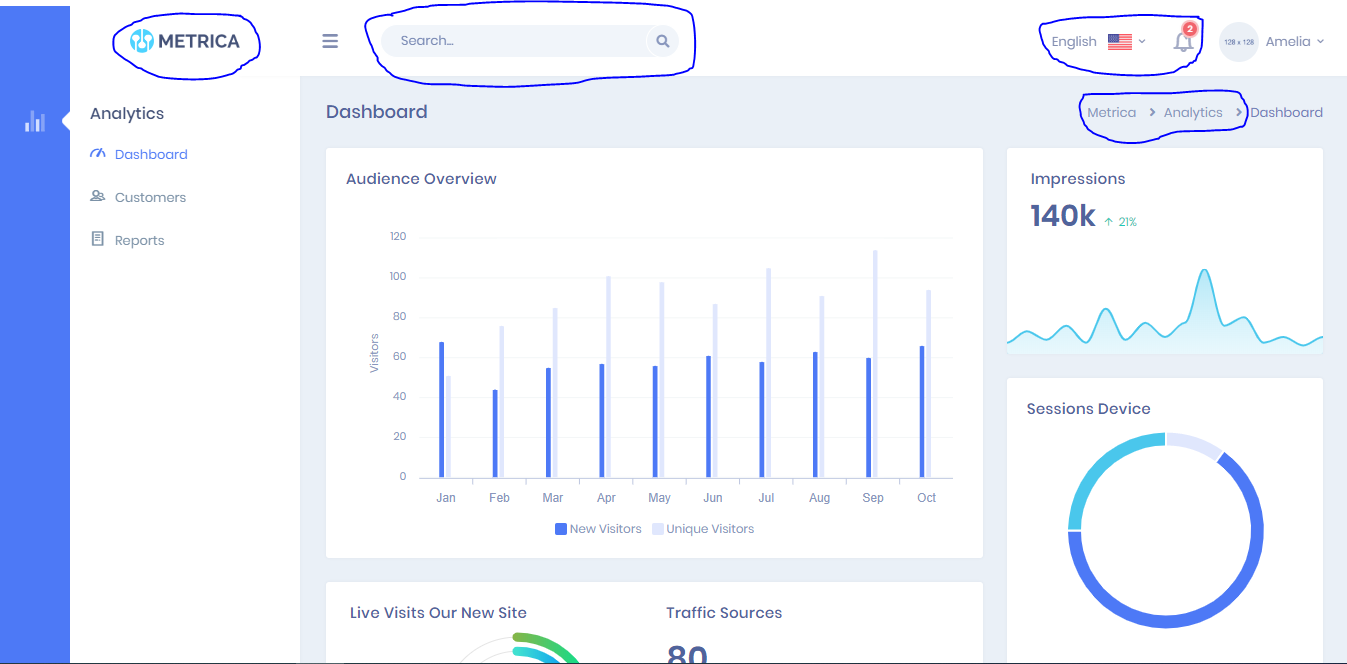 METRICA
Search...
English
2
128 x 128
Amelia
Analytics
Dashboard
Customers
Reports
Dashboard
Metrica > Analytics > Dashboard
Audience Overview
120
100
80
60
40
20
0
Visitors
Jan Feb Mar Apr May Jun Jul Aug Sep Oct
New Visitors Unique Visitors
Impressions
140k ↑ 21%
Sessions Device
Live Visits Our New Site
Traffic Sources
80